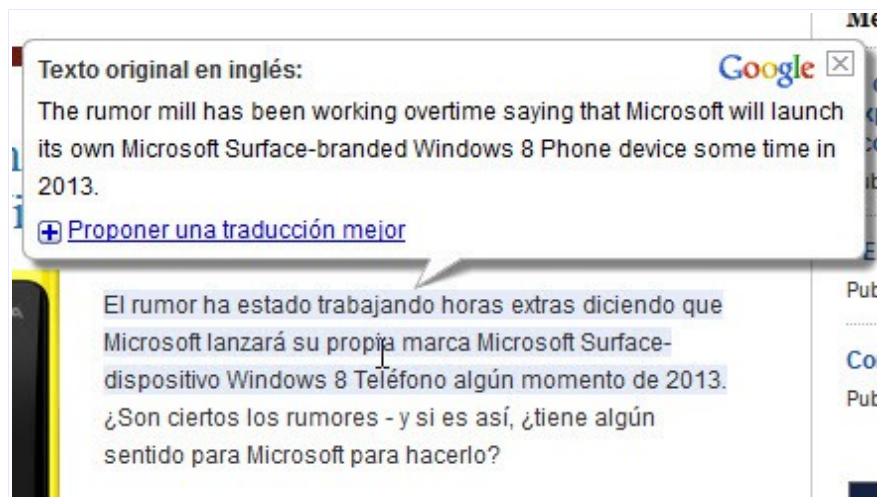 Texto original en inglés:
Google
The rumor mill has been working overtime saying that Microsoft will launch
its own Microsoft Surface-branded Windows 8 Phone device some time in
2013.
Proponer una traducción mejor
El rumor ha estado trabajando horas extras diciendo que
Microsoft lanzará su propia marca Microsoft Surface-
dispositivo Windows 8 Teléfono algún momento de 2013.
¿Son ciertos los rumores - y si es así, ¿tiene algún
sentido para Microsoft para hacerlo?